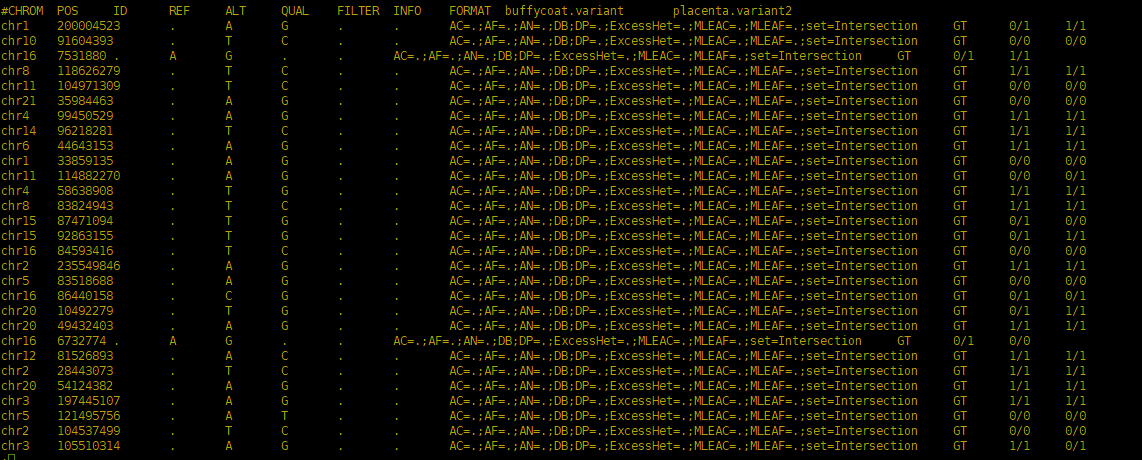 #CHROM POS ID REF ALT QUAL FILTER INFO FORMAT buffycoat.variant placenta.variant2
chr1 200004523 . A G . . AC=.;AF=.;AN=.;DB;DP=.;ExcessHet=.;MLEAC=.;MLEAF=.;set=Intersection GT 0/1 1/1
chr10 91604393 . T C . . AC=.;AF=.;AN=.;DB;DP=.;ExcessHet=.;MLEAC=.;MLEAF=.;set=Intersection GT 0/0 0/0
chr16 7531880 . A G . . AC=.;AF=.;AN=.;DB;DP=.;ExcessHet=.;MLEAC=.;MLEAF=.;set=Intersection GT 0/1 1/1
chr8 118626279 . T C . . AC=.;AF=.;AN=.;DB;DP=.;ExcessHet=.;MLEAC=.;MLEAF=.;set=Intersection GT 1/1 1/1
chr11 104971309 . T C . . AC=.;AF=.;AN=.;DB;DP=.;ExcessHet=.;MLEAC=.;MLEAF=.;set=Intersection GT 0/0 0/0
chr21 35984463 . A G . . AC=.;AF=.;AN=.;DB;DP=.;ExcessHet=.;MLEAC=.;MLEAF=.;set=Intersection GT 0/0 0/0
chr4 99450529 . A G . . AC=.;AF=.;AN=.;DB;DP=.;ExcessHet=.;MLEAC=.;MLEAF=.;set=Intersection GT 1/1 1/1
chr14 96218281 . T C . . AC=.;AF=.;AN=.;DB;DP=.;ExcessHet=.;MLEAC=.;MLEAF=.;set=Intersection GT 1/1 1/1
chr6 44643153 . A G . . AC=.;AF=.;AN=.;DB;DP=.;ExcessHet=.;MLEAC=.;MLEAF=.;set=Intersection GT 1/1 1/1
chr1 33859135 . A G . . AC=.;AF=.;AN=.;DB;DP=.;ExcessHet=.;MLEAC=.;MLEAF=.;set=Intersection GT 0/0 0/0
chr11 114882270 . A G . . AC=.;AF=.;AN=.;DB;DP=.;ExcessHet=.;MLEAC=.;MLEAF=.;set=Intersection GT 0/0 0/1
chr4 58638908 . T G . . AC=.;AF=.;AN=.;DB;DP=.;ExcessHet=.;MLEAC=.;MLEAF=.;set=Intersection GT 1/1 1/1
chr8 83824943 . T C . . AC=.;AF=.;AN=.;DB;DP=.;ExcessHet=.;MLEAC=.;MLEAF=.;set=Intersection GT 1/1 1/1
chr15 87471094 . T G . . AC=.;AF=.;AN=.;DB;DP=.;ExcessHet=.;MLEAC=.;MLEAF=.;set=Intersection GT 0/1 0/0
chr15 92863155 . T G . . AC=.;AF=.;AN=.;DB;DP=.;ExcessHet=.;MLEAC=.;MLEAF=.;set=Intersection GT 0/1 1/1
chr16 84593416 . T C . . AC=.;AF=.;AN=.;DB;DP=.;ExcessHet=.;MLEAC=.;MLEAF=.;set=Intersection GT 0/0 0/0
chr2 235549846 . A G . . AC=.;AF=.;AN=.;DB;DP=.;ExcessHet=.;MLEAC=.;MLEAF=.;set=Intersection GT 1/1 1/1
chr5 83518688 . A G . . AC=.;AF=.;AN=.;DB;DP=.;ExcessHet=.;MLEAC=.;MLEAF=.;set=Intersection GT 0/0 0/0
chr16 86440158 . C G . . AC=.;AF=.;AN=.;DB;DP=.;ExcessHet=.;MLEAC=.;MLEAF=.;set=Intersection GT 0/1 1/1
chr20 10492279 . T G . . AC=.;AF=.;AN=.;DB;DP=.;ExcessHet=.;MLEAC=.;MLEAF=.;set=Intersection GT 0/1 1/1
chr20 49432403 . A G . . AC=.;AF=.;AN=.;DB;DP=.;ExcessHet=.;MLEAC=.;MLEAF=.;set=Intersection GT 1/1 1/1
chr16 6732774 . A G . . AC=.;AF=.;AN=.;DB;DP=.;ExcessHet=.;MLEAC=.;MLEAF=.;set=Intersection GT 0/1 0/0
chr12 81526893 . A C . . AC=.;AF=.;AN=.;DB;DP=.;ExcessHet=.;MLEAC=.;MLEAF=.;set=Intersection GT 1/1 1/1
chr2 28443073 . T C . . AC=.;AF=.;AN=.;DB;DP=.;ExcessHet=.;MLEAC=.;MLEAF=.;set=Intersection GT 1/1 1/1
chr20 54124382 . A G . . AC=.;AF=.;AN=.;DB;DP=.;ExcessHet=.;MLEAC=.;MLEAF=.;set=Intersection GT 1/1 1/1
chr3 197445107 . A G . . AC=.;AF=.;AN=.;DB;DP=.;ExcessHet=.;MLEAC=.;MLEAF=.;set=Intersection GT 1/1 1/1
chr5 121495756 . A T . . AC=.;AF=.;AN=.;DB;DP=.;ExcessHet=.;MLEAC=.;MLEAF=.;set=Intersection GT 0/0 0/0
chr2 104537499 . T C . . AC=.;AF=.;AN=.;DB;DP=.;ExcessHet=.;MLEAC=.;MLEAF=.;set=Intersection GT 0/0 0/0
chr3 105510314 . A G . . AC=.;AF=.;AN=.;DB;DP=.;ExcessHet=.;MLEAC=.;MLEAF=.;set=Intersection GT 1/1 0/1